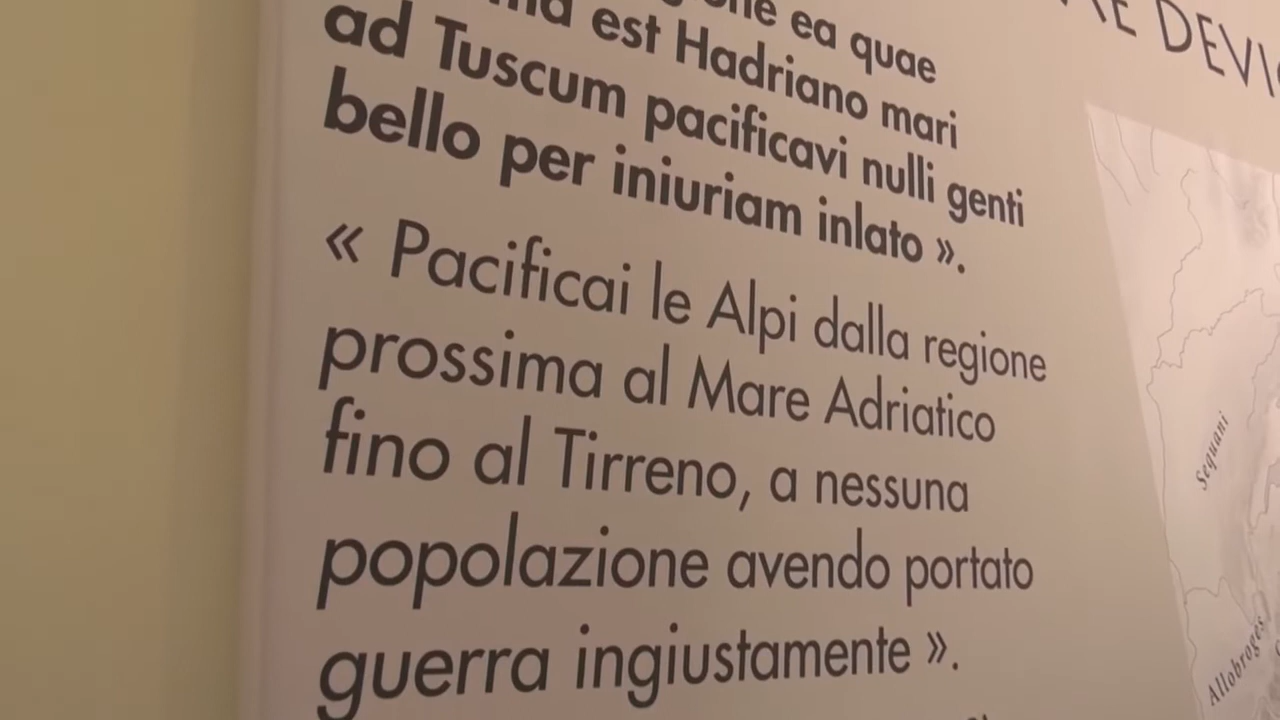 ea quae
est Hadriano mari
ad Tuscum pacificavi nulli genti
bello per iniuriam inlato ».
« Pacificai le Alpi dalla regione
prossima al Mare Adriatico
fino al Tirreno, a nessuna
popolazione avendo portato
guerra ingiustamente ».
Sequani
Allobroges